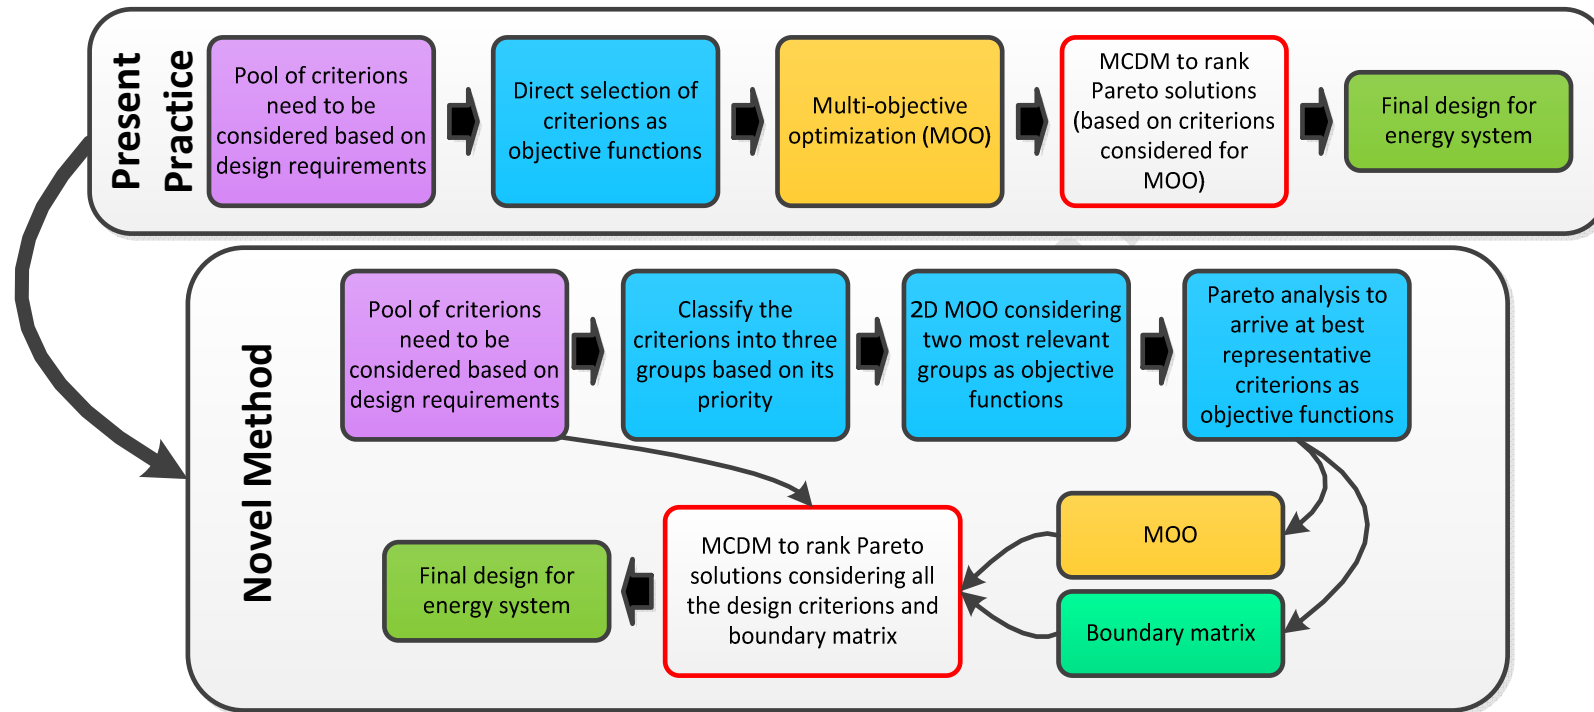 Present
Practice
Pool of criterions
need to be
considered based on
design requirements
Direct selection of
criterions as
objective functions
Multi-objective
optimization (MOO)
MCDM to rank
Pareto solutions
(based on criterions
considered for
MOO)
Final design for
energy system
Novel Method
Pool of criterions
need to be
considered based on
design requirements
Classify the
criterions into three
groups based on its
priority
2D MOO considering
two most relevant
groups as objective
functions
Pareto analysis to
arrive at best
representative
criterions as
objective functions
MOO
Boundary matrix
MCDM to rank Pareto
solutions considering all
the design criterions and
boundary matrix
Final design for
energy system